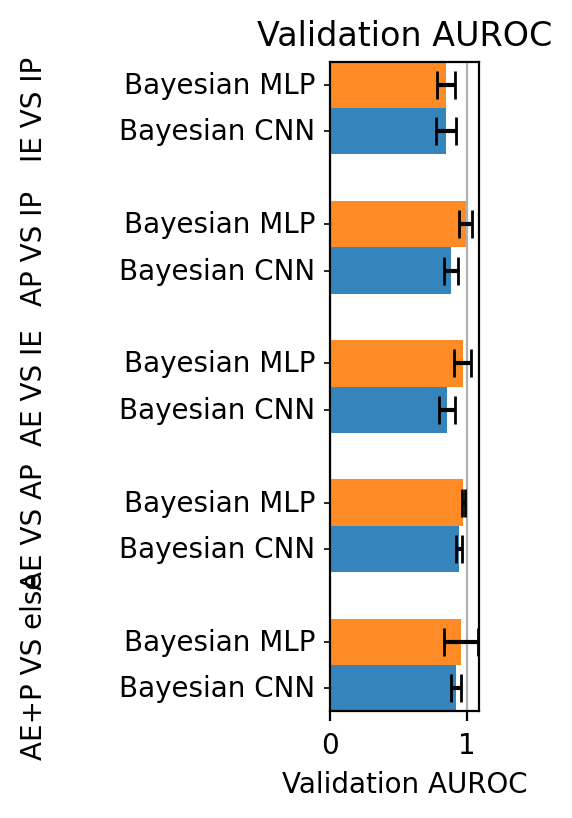 Validation AUROC
IE VS IP
Bayesian MLP
Bayesian CNN
AP VS IP
Bayesian MLP
Bayesian CNN
AE VS IE
Bayesian MLP
Bayesian CNN
AE VS AP
Bayesian MLP
Bayesian CNN
AE+P VS else
Bayesian MLP
Bayesian CNN
0 1
Validation AUROC